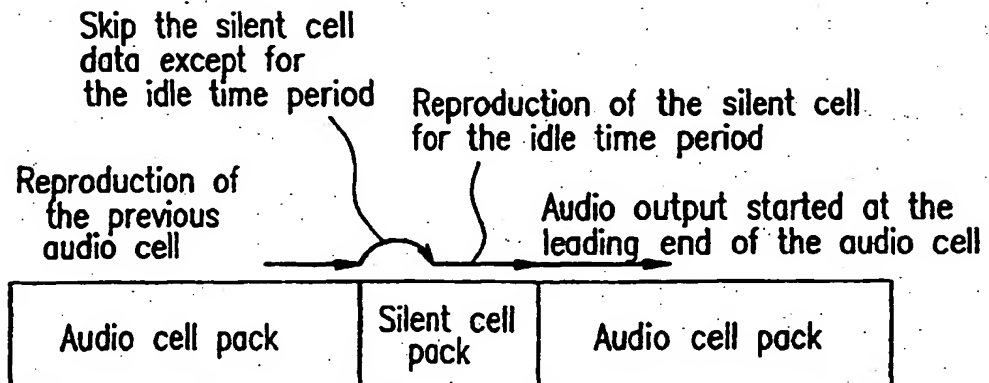 Skip the silent cell
data except for
the idle time period
Reproduction of the silent cell
for the idle time period
Reproduction of
the previous
audio cell
Audio output started at the
leading end of the audio cell
Audio cell pack
Silent cell
pack
Audio cell pack